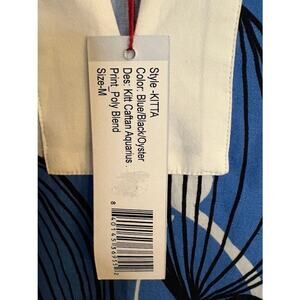 Style -KITTA
Color: Blue/Black/Oyster
Des: Kitt Caftan Aquarius
Print, Poly Blend
Size-M